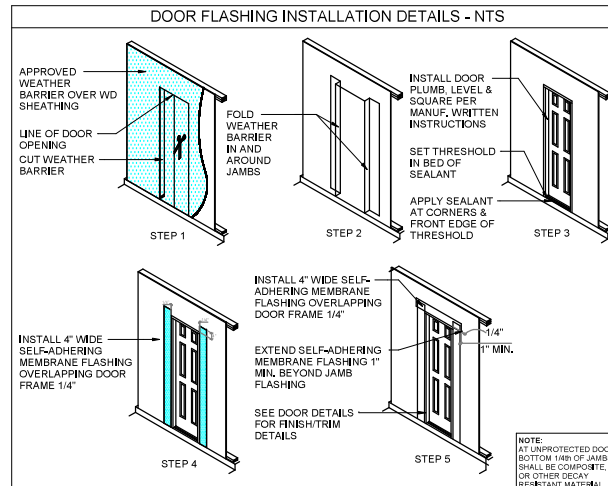 DOOR FLASHING INSTALLATION DETAILS - NTS
APPROVED
WEATHER
BARRIER OVER WD
SHEATHING
LINE OF DOOR
OPENING
CUT WEATHER
BARRIER
STEP 1
FOLD
WEATHER
BARRIER
IN AND
AROUND
JAMBS
STEP 2
INSTALL DOOR
PLUMB, LEVEL &
SQUARE PER
MANUF. WRITTEN
INSTRUCTIONS
SET THRESHOLD
IN BED OF
SEALANT
APPLY SEALANT
AT CORNERS &
FRONT EDGE OF
THRESHOLD
STEP 3
INSTALL 4" WIDE
SELF-ADHERING
MEMBRANE FLASHING
OVERLAPPING DOOR
FRAME 1/4"
STEP 4
INSTALL 4" WIDE SELF-
ADHERING MEMBRANE
FLASHING OVERLAPPING
DOOR FRAME 1/4"
EXTEND SELF-ADHERING
MEMBRANE FLASHING 1"
MIN. BEYOND JAMB
FLASHING
SEE DOOR DETAILS
FOR FINISH/TRIM
DETAILS
1/4"
1" MIN.
STEP 5
NOTE:
AT UNPROTECTED DOO
BOTTOM 1/4th OF JAMB
SHALL BE COMPOSITE,
OR OTHER DECAY
RESISTANT MATERIAL